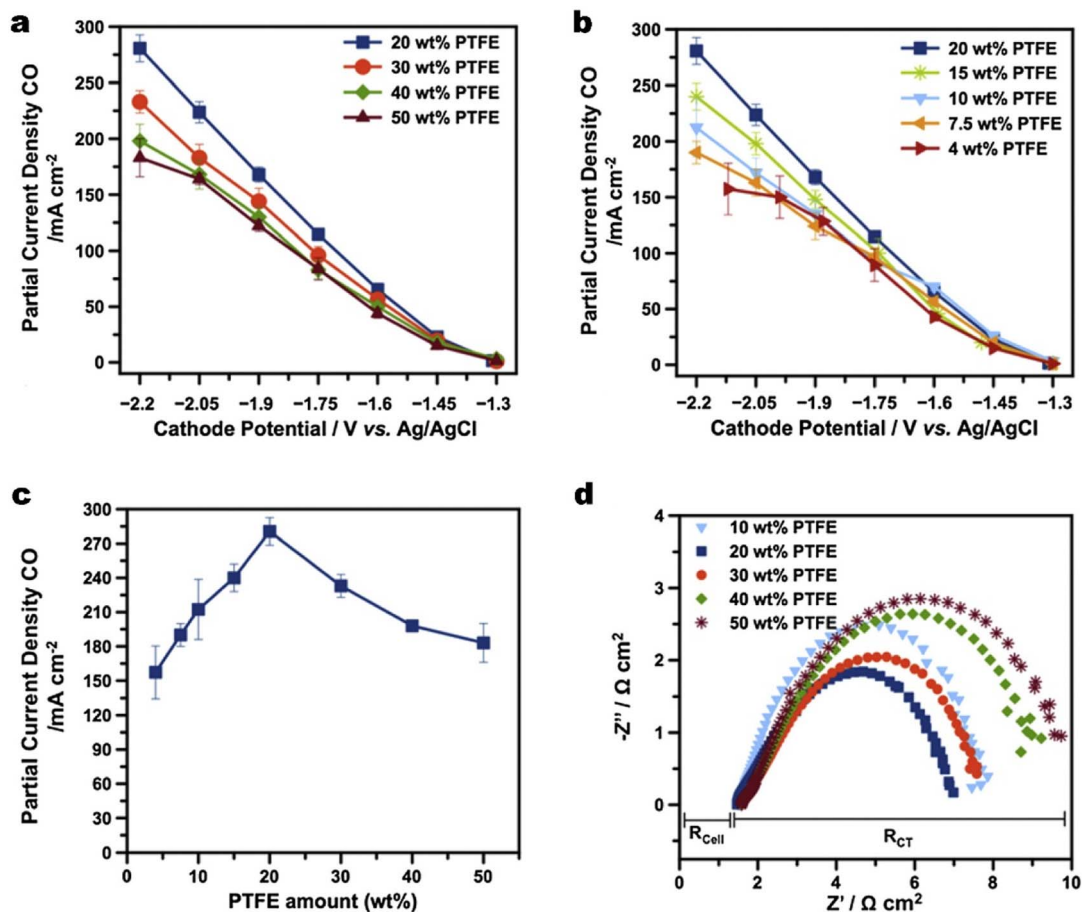 a
300
250
200
150
100
50
0
Partial Current Density CO
/mA cm-2
20 wt% PTFE
30 wt% PTFE
40 wt% PTFE
50 wt% PTFE
−2.2 −2.05 −1.9 −1.75 −1.6 −1.45 −1.3
Cathode Potential / V vs. Ag/AgCl
b
300
250
200
150
100
50
0
Partial Current Density CO
/mA cm-2
20 wt% PTFE
15 wt% PTFE
10 wt% PTFE
7.5 wt% PTFE
4 wt% PTFE
−2.2 −2.05 −1.9 −1.75 −1.6 −1.45 −1.3
Cathode Potential / V vs. Ag/AgCl
c
300
270
240
210
180
150
120
90
60
30
0
Partial Current Density CO
/mA cm-2
0 10 20 30 40 50
PTFE amount (wt%)
d
4
3
2
1
0
-Z'' / Ω cm2
10 wt% PTFE
20 wt% PTFE
30 wt% PTFE
40 wt% PTFE
50 wt% PTFE
RCell
RCT
0 2 4 6 8 10
Z' / Ω cm2